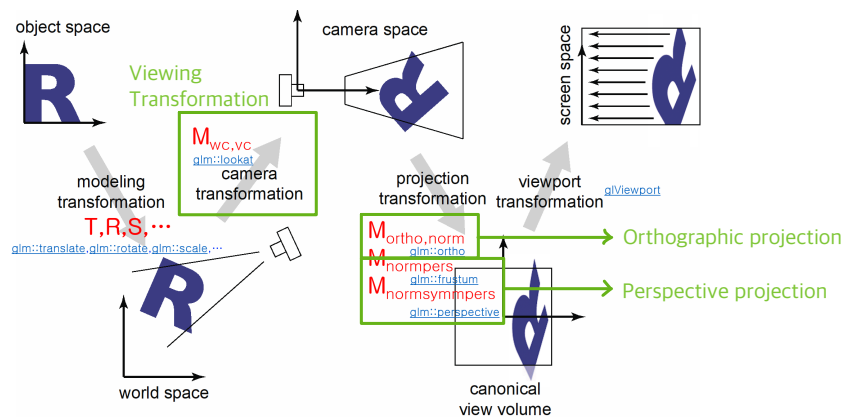 object space
R
Viewing
Transformation
camera space
R
screen space
R
M wc,vc
glm::lookat
camera
transformation
modeling
transformation
T,R,S,⋯
glm::translate,glm::rotate,glm::scale,⋯
projection
transformation
viewport
transformation
glViewport
M ortho,norm
glm::ortho
M normpers
glm::frustum
M normsymmpers
glm::perspective
Orthographic projection
Perspective projection
R
R
world space
canonical
view volume